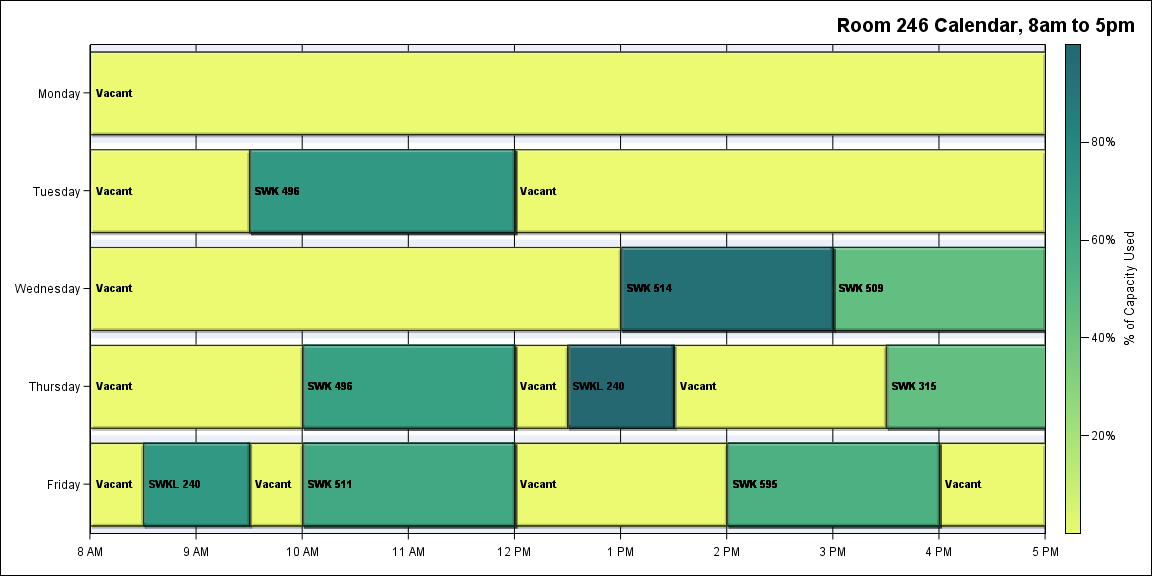 Room 246 Calendar, 8am to 5pm
Monday
Vacant
Tuesday
Vacant
SWK 496
Vacant
Wednesday
Vacant
SWK 514
SWK 509
Thursday
Vacant
SWK 496
Vacant
SWKL 240
Vacant
SWK 315
Friday
Vacant
SWKL 240
Vacant
SWK 511
Vacant
SWK 595
Vacant
8 AM
9 AM
10 AM
11 AM
12 PM
1 PM
2 PM
3 PM
4 PM
5 PM
80%
60%
40%
20%
% of Capacity Used